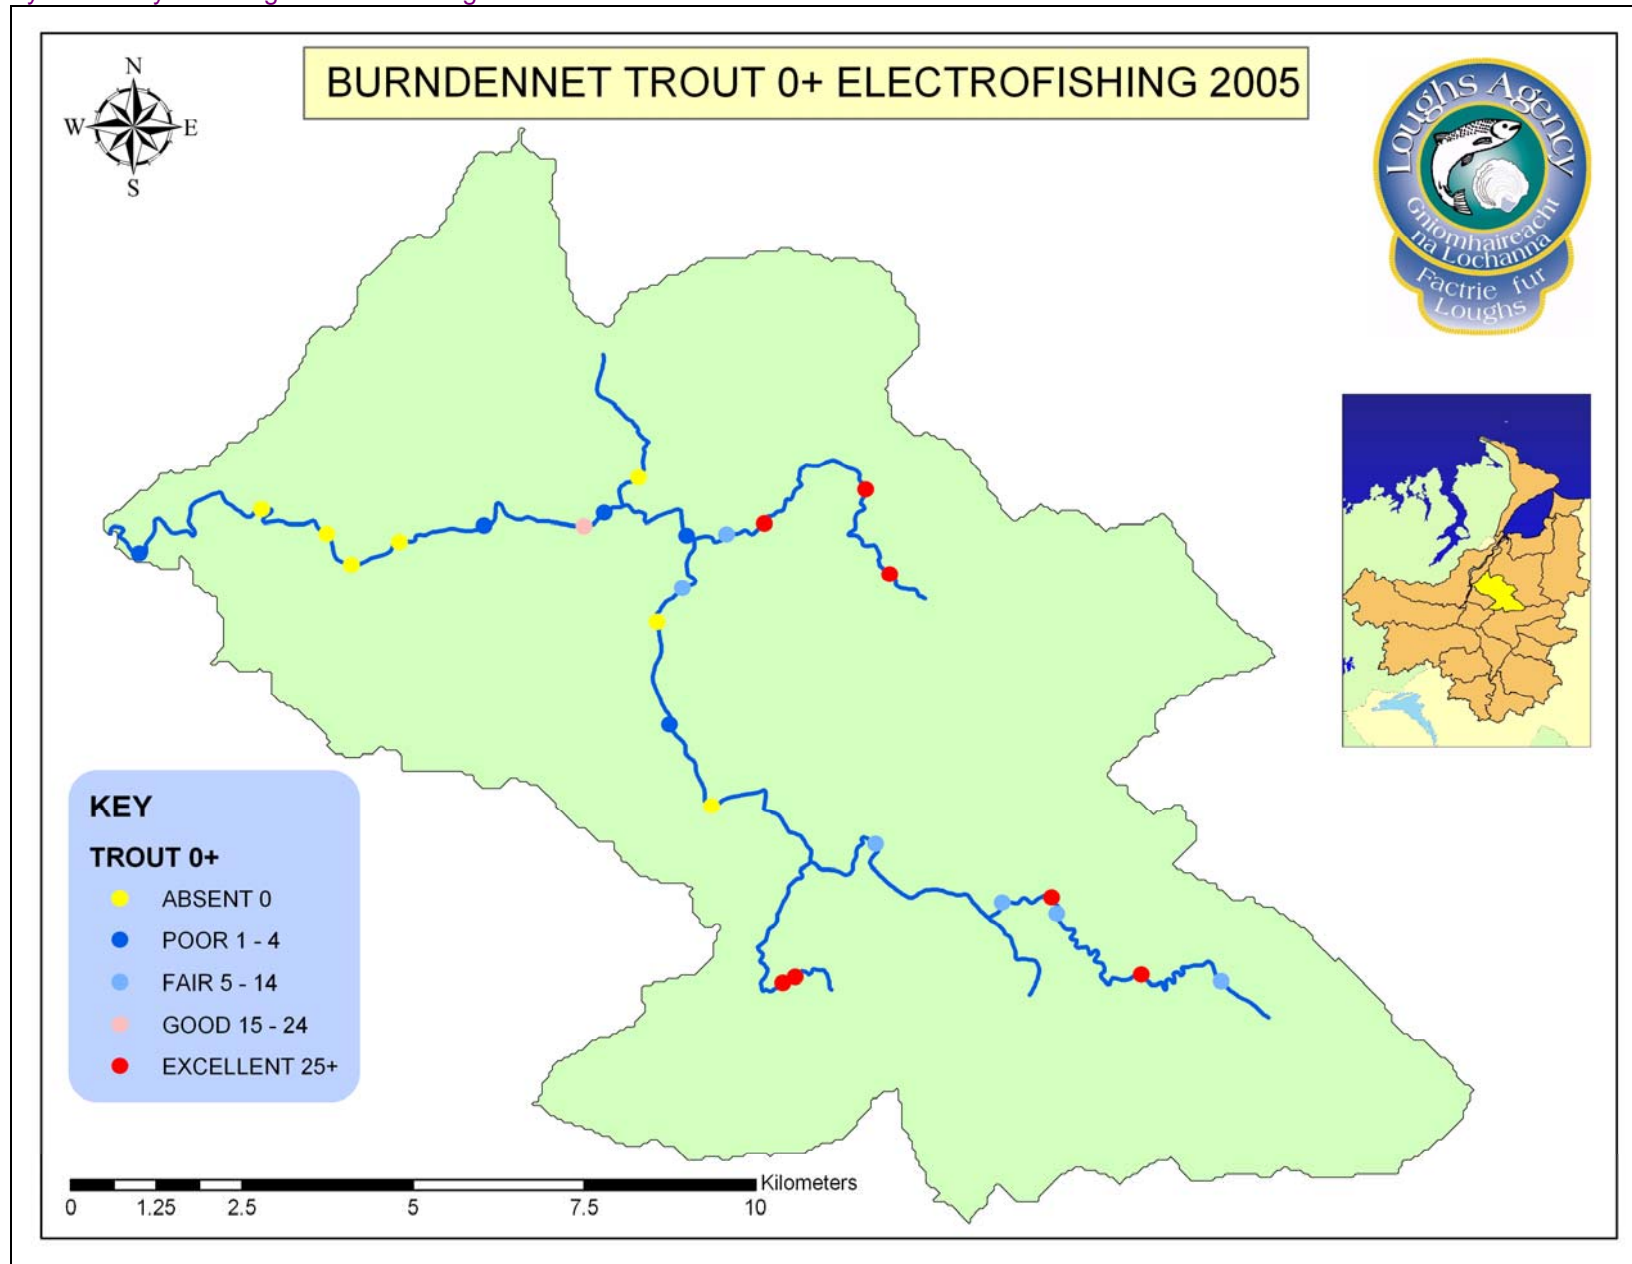 N
W E
S
BURNDENNET TROUT 0+ ELECTROFISHING 2005
Loughs Agency
Gníomhaireacht
na Lochanna
Factrie fur
Loughs
KEY
TROUT 0+
ABSENT 0
POOR 1 - 4
FAIR 5 - 14
GOOD 15 - 24
EXCELLENT 25+
Kilometers
0 1.25 2.5 5 7.5 10